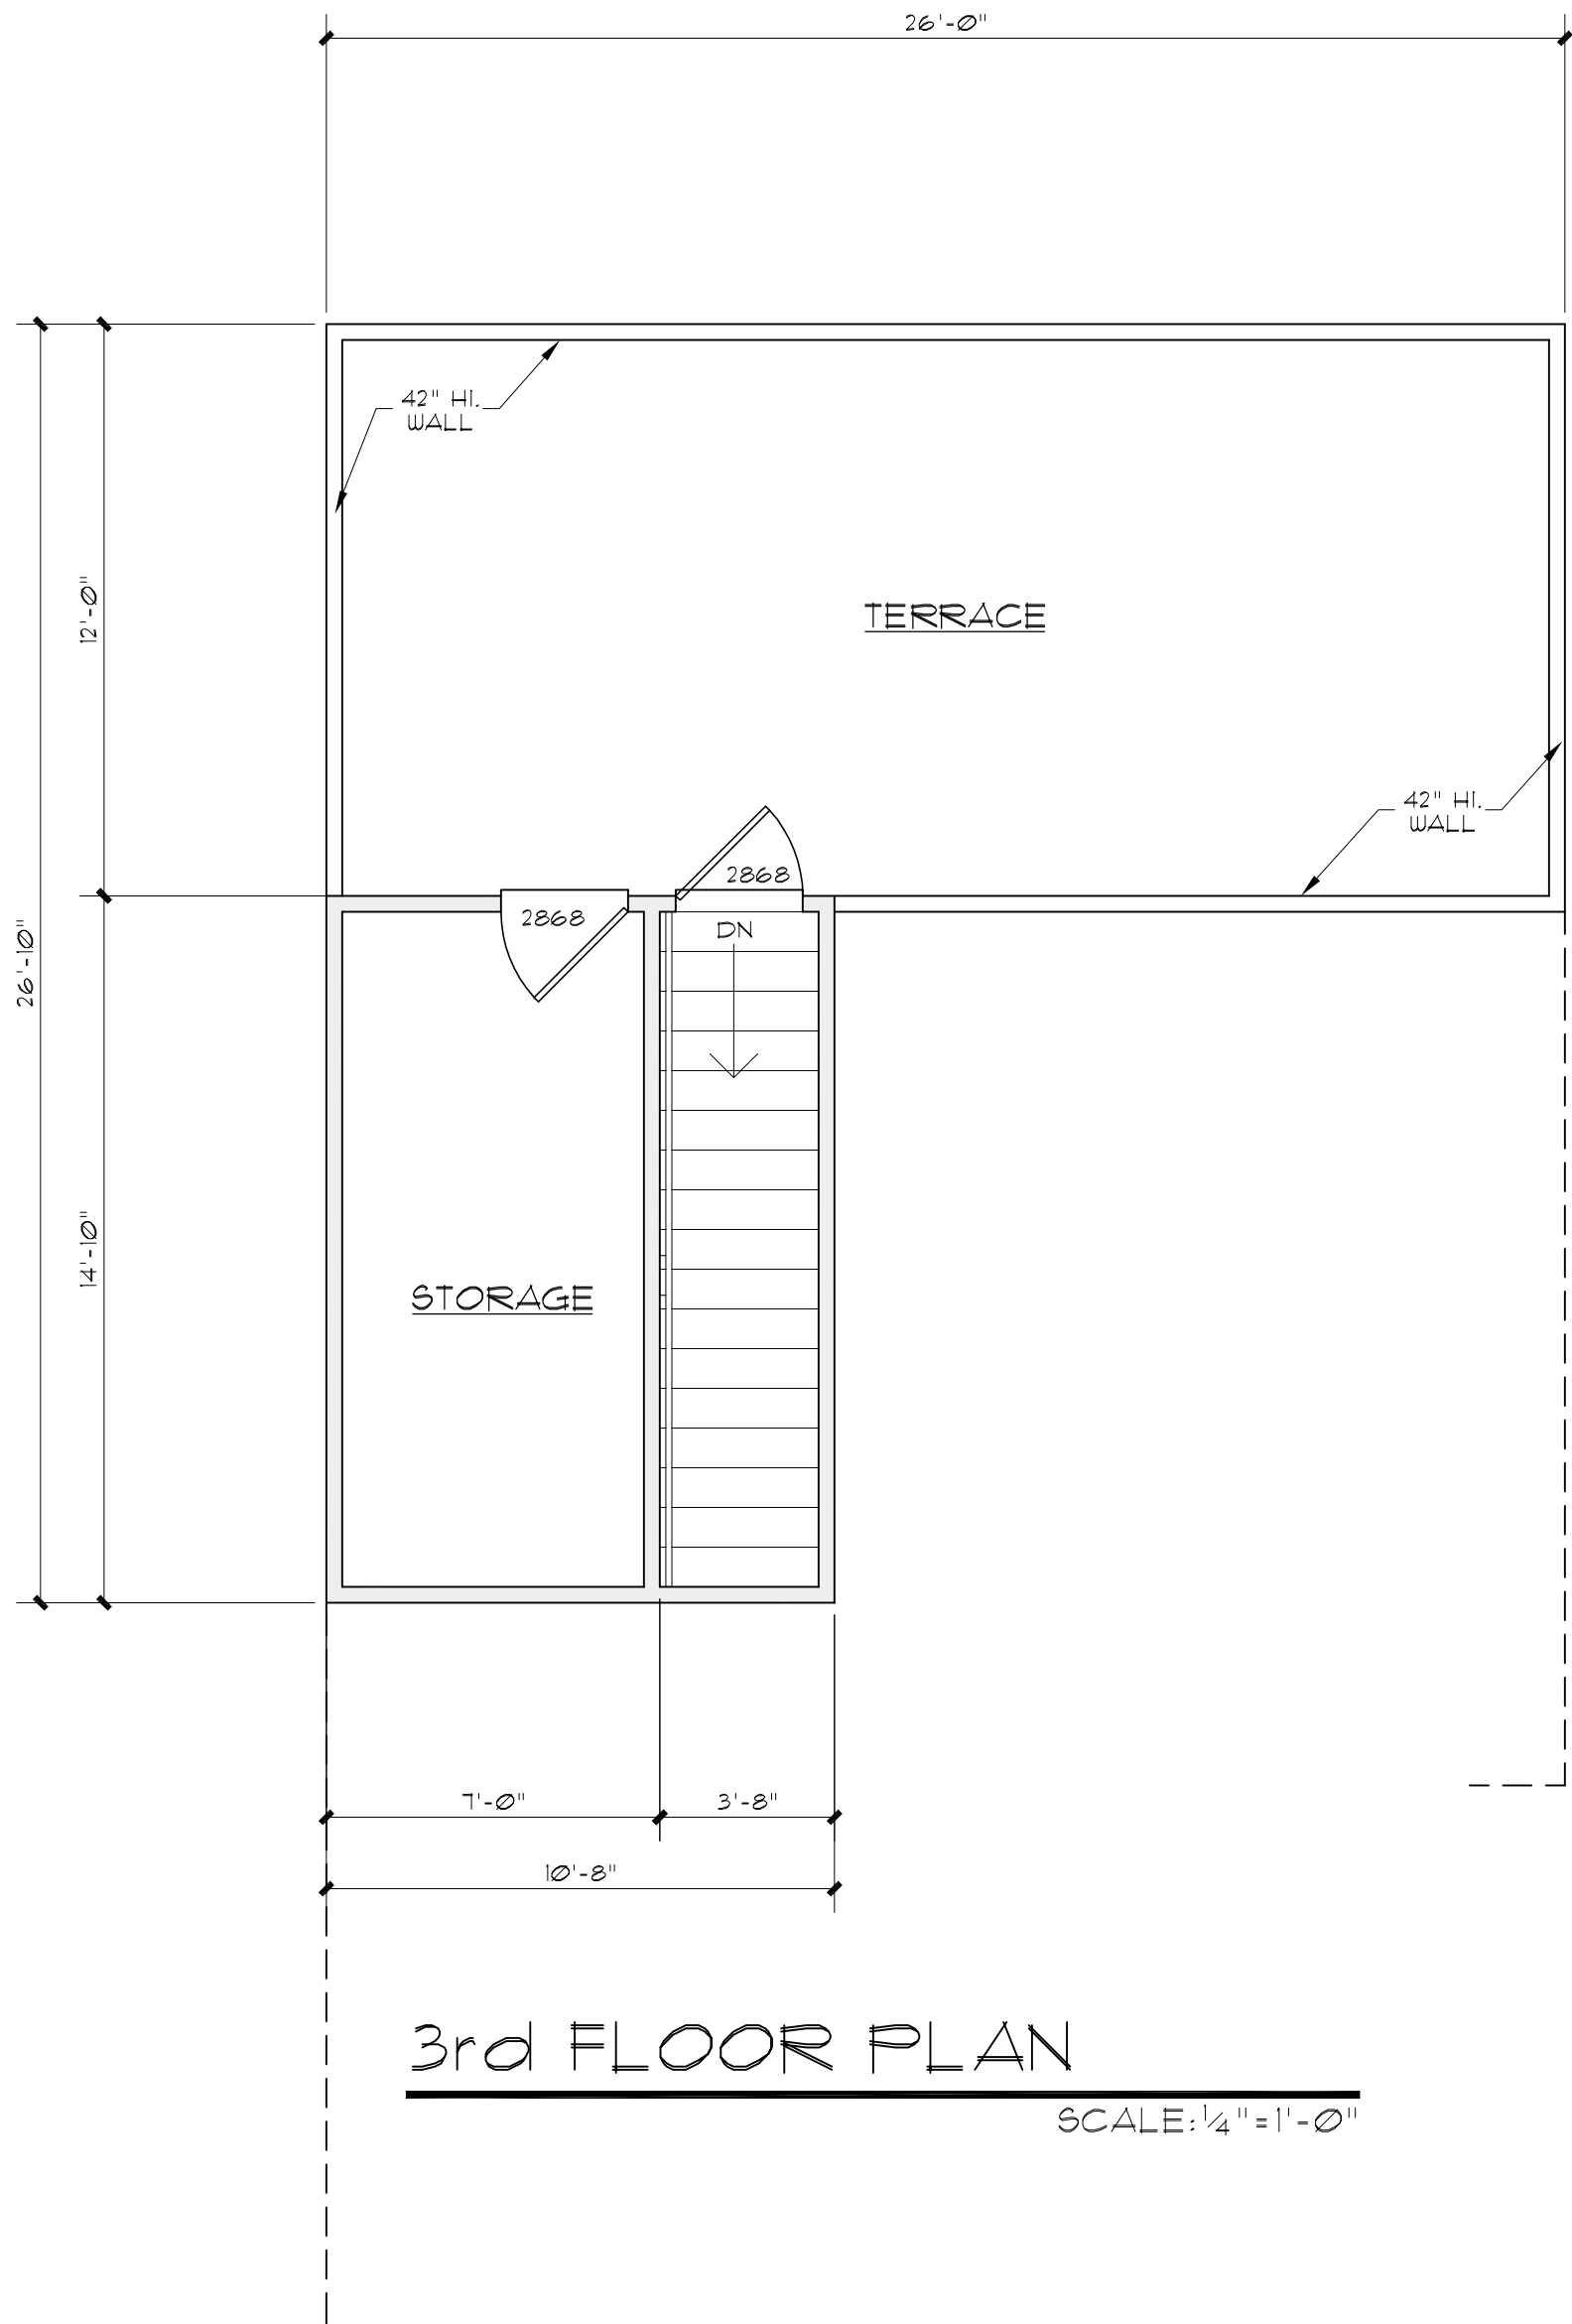 26'-0"
42" HI.
WALL
12'-0"
TERRACE
42" HI.
WALL
2868
2868
DN
26'-10"
14'-10"
STORAGE
7'-0"
3'-8"
10'-8"
3rd FLOOR PLAN
SCALE: 1/4"=1'-0"